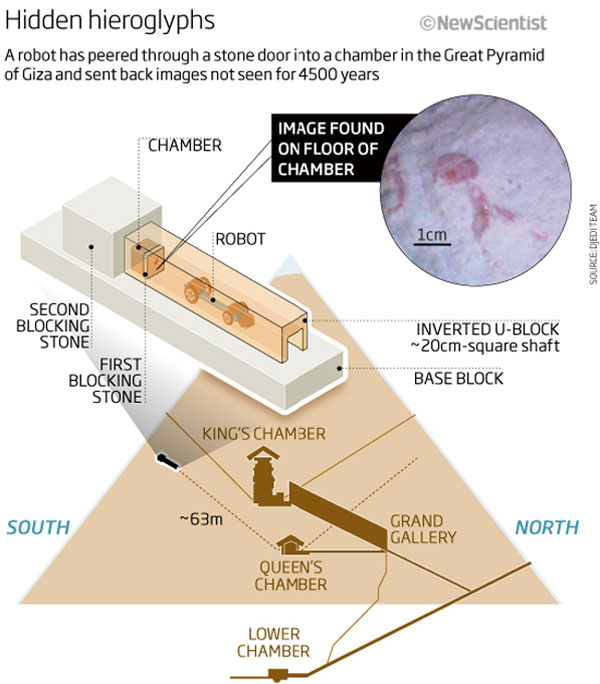 Hidden hieroglyphs
©NewScientist
A robot has peered through a stone door into a chamber in the Great Pyramid
of Giza and sent back images not seen for 4500 years
CHAMBER
IMAGE FOUND
ON FLOOR OF
CHAMBER
1cm
SOURCE: DJEDI TEAM
ROBOT
SECOND
BLOCKING
STONE
FIRST
BLOCKING
STONE
INVERTED U-BLOCK
~20cm-square shaft
BASE BLOCK
KING'S CHAMBER
SOUTH
~63m
GRAND
GALLERY
NORTH
QUEEN'S
CHAMBER
LOWER
CHAMBER